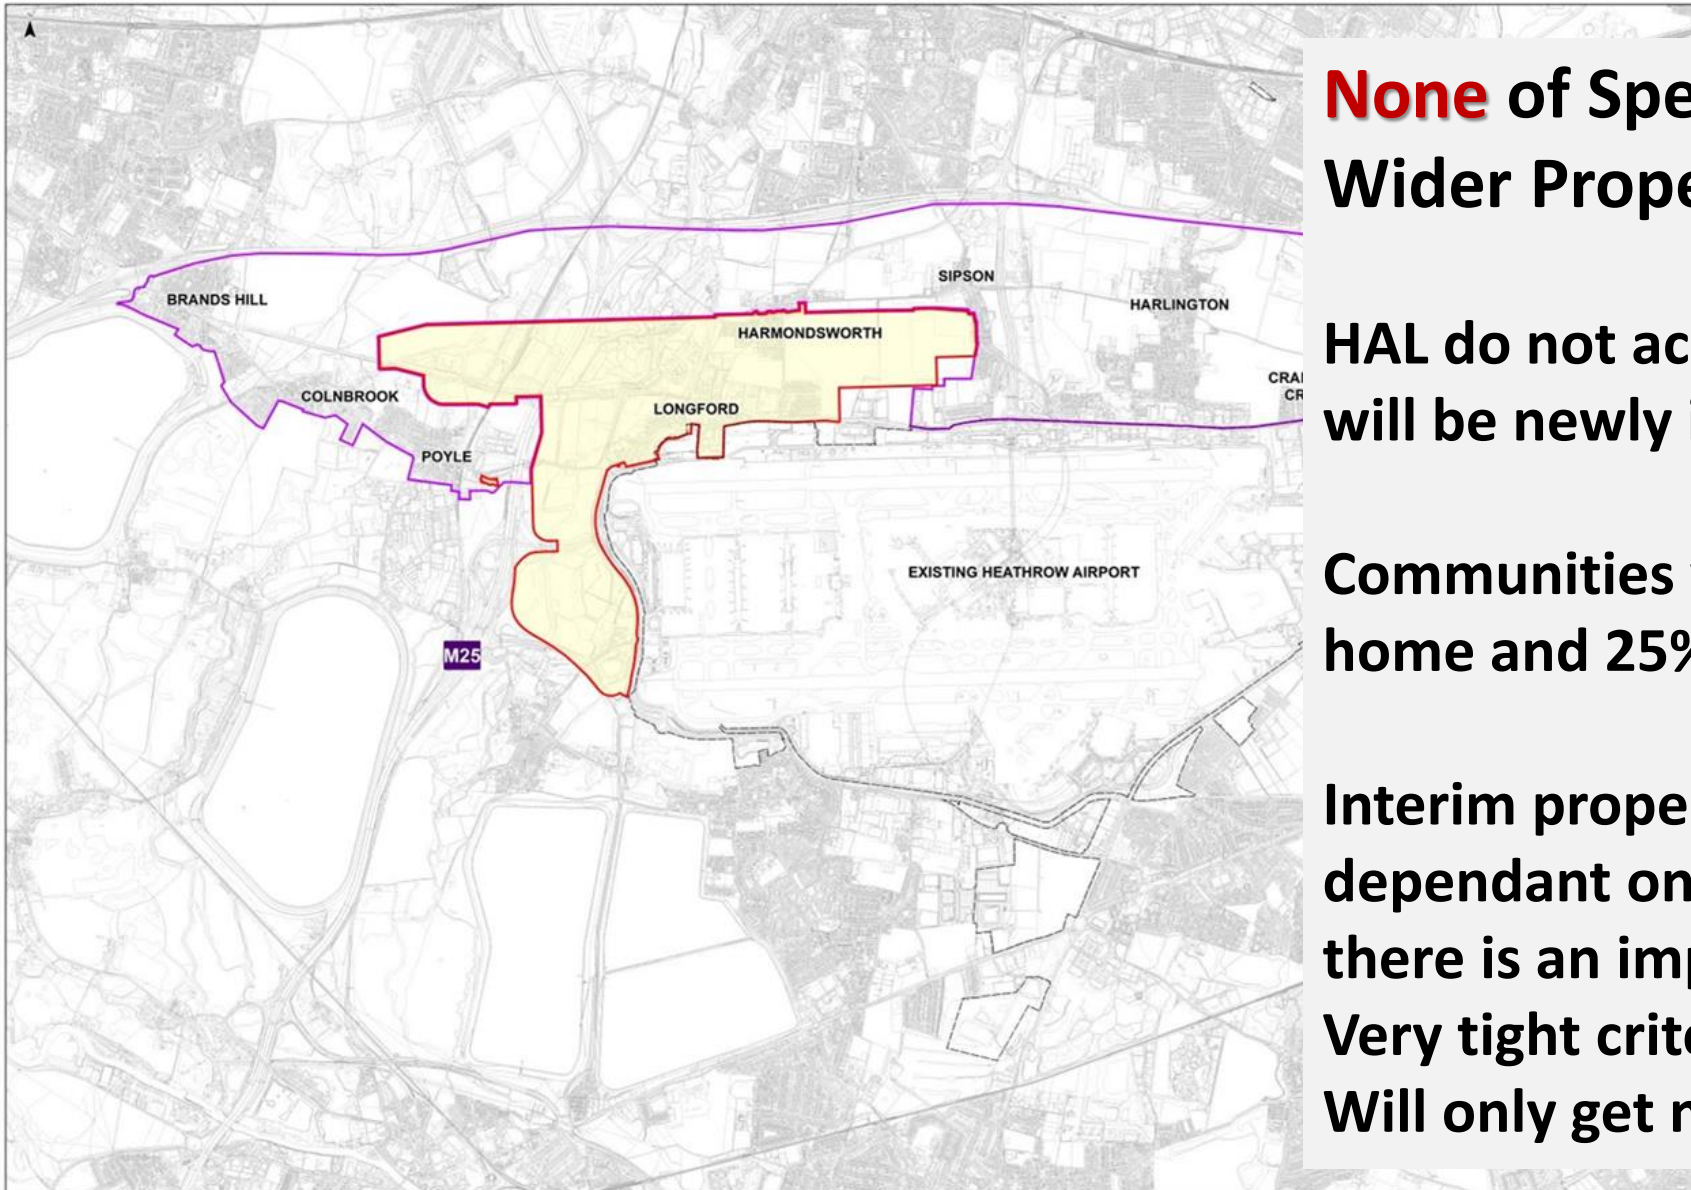 BRANDS HILL
SIPSON
HARLINGTON
HARMONDSWORTH
COLNBROOK
LONGFORD
POYLE
EXISTING HEATHROW AIRPORT
M25
None of Spe
Wider Prope
HAL do not ac
will be newly i
Communities
home and 25%
Interim prope
dependant on
there is an imp
Very tight crite
Will only get n